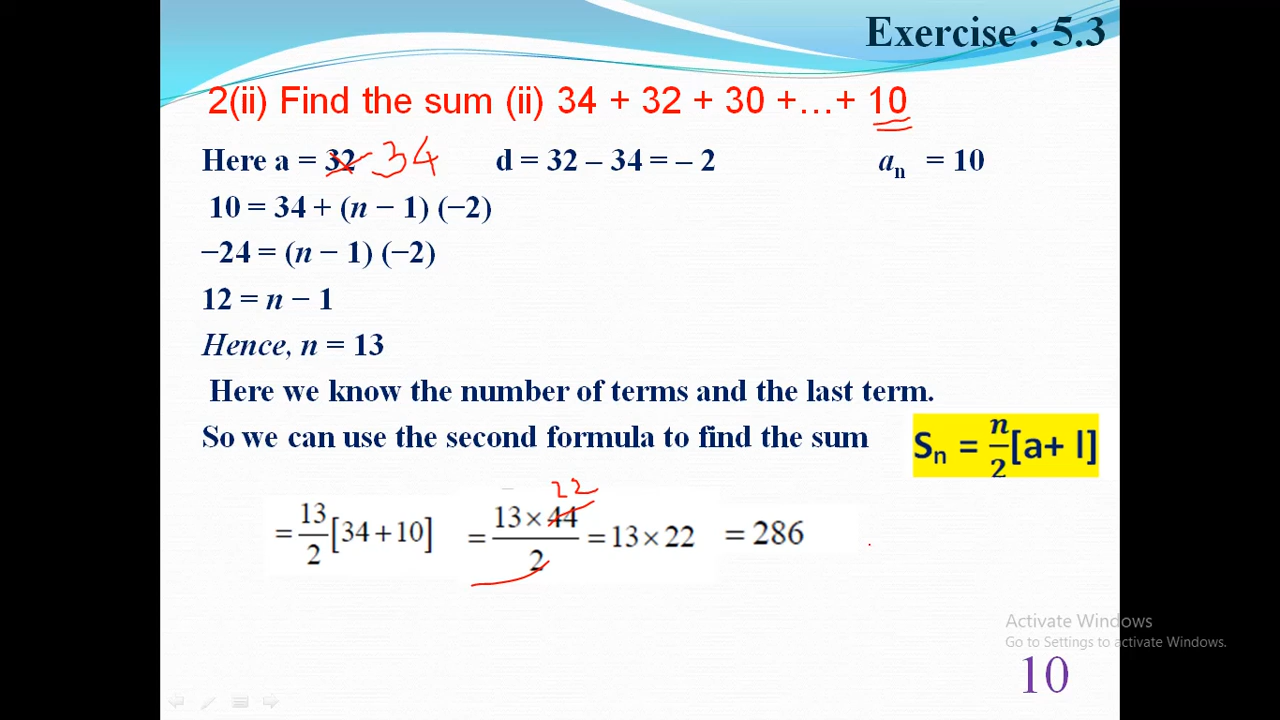 Exercise : 5.3
2(ii) Find the sum (ii) 34 + 32 + 30 +…+ 10
Here a = 32 34 d = 32 – 34 = – 2 aₙ = 10
10 = 34 + (n − 1) (−2)
−24 = (n − 1) (−2)
12 = n − 1
Hence, n = 13
Here we know the number of terms and the last term.
So we can use the second formula to find the sum Sₙ = n/2[a+ l]
22
= 13/2 [34+10] = 13×44/2 = 13×22 = 286
Activate Windows
Go to Settings to activate Windows.
10